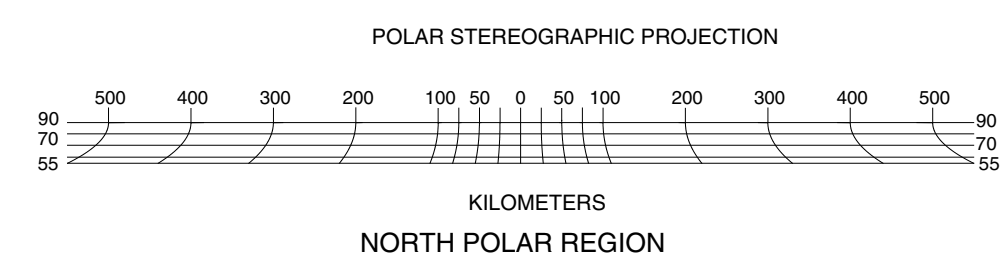 POLAR STEREOGRAPHIC PROJECTION
500 400 300 200 100 50 0 50 100 200 300 400 500
90 90
70 70
55 55
KILOMETERS
NORTH POLAR REGION